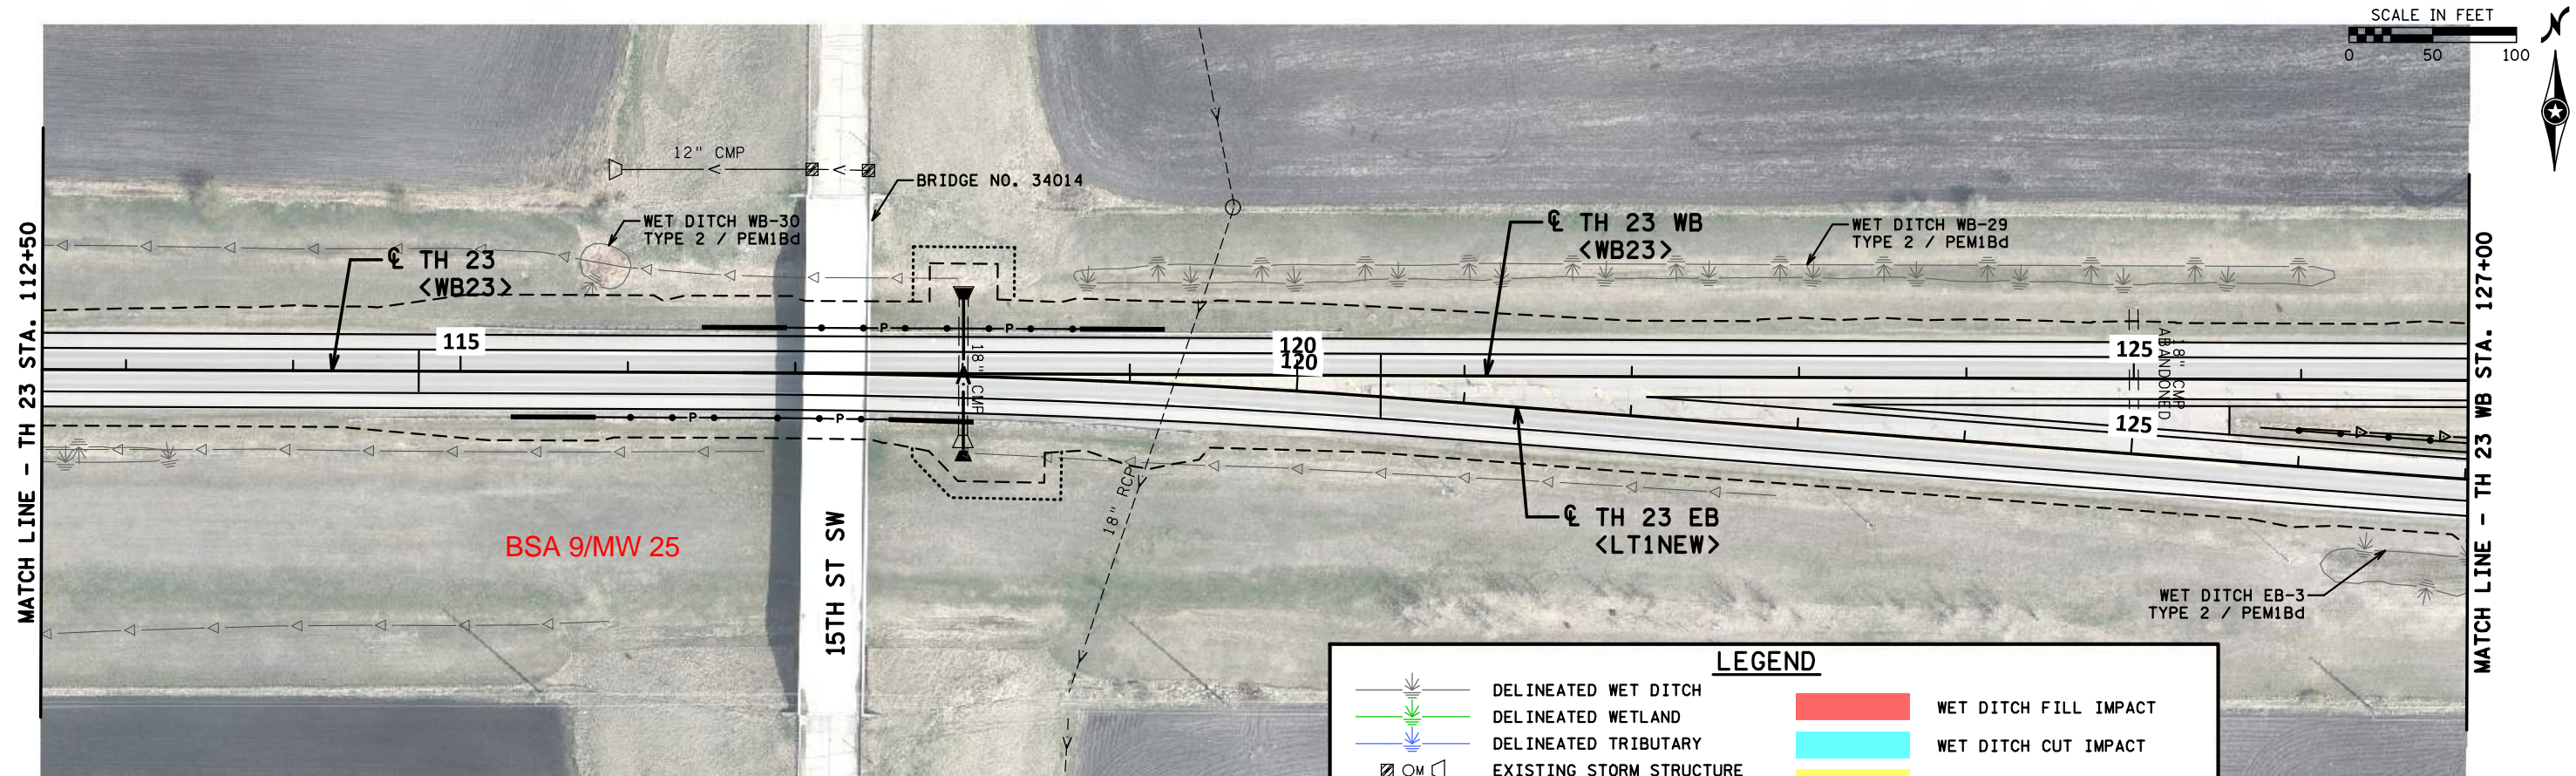 SCALE IN FEET
0 50 100
N
12" CMP
BRIDGE NO. 34014
WET DITCH WB-30
TYPE 2 / PEM1Bd
℄ TH 23
<WB23>
℄ TH 23 WB
<WB23>
WET DITCH WB-29
TYPE 2 / PEM1Bd
MATCH LINE - TH 23 STA. 112+50
MATCH LINE - TH 23 WB STA. 127+00
P
P
115
120
120
125
18" CMP
18" CMP
ABANDONED
P
P
125
18" RCP
℄ TH 23 EB
<LT1NEW>
BSA 9/MW 25
15TH ST SW
WET DITCH EB-3
TYPE 2 / PEM1Bd
LEGEND
DELINEATED WET DITCH
DELINEATED WETLAND
DELINEATED TRIBUTARY
M EXISTING STORM STRUCTURE
WET DITCH FILL IMPACT
WET DITCH CUT IMPACT